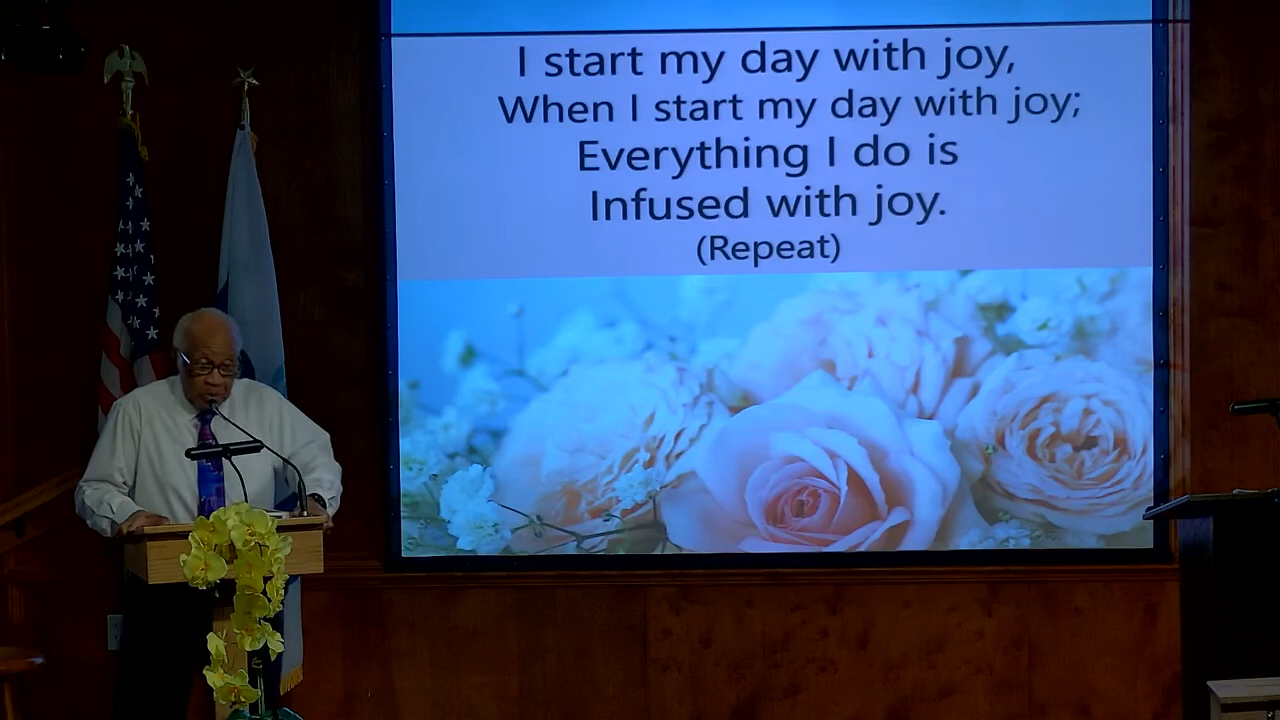 I start my day with joy,
When I start my day with joy;
Everything I do is
Infused with joy.
(Repeat)